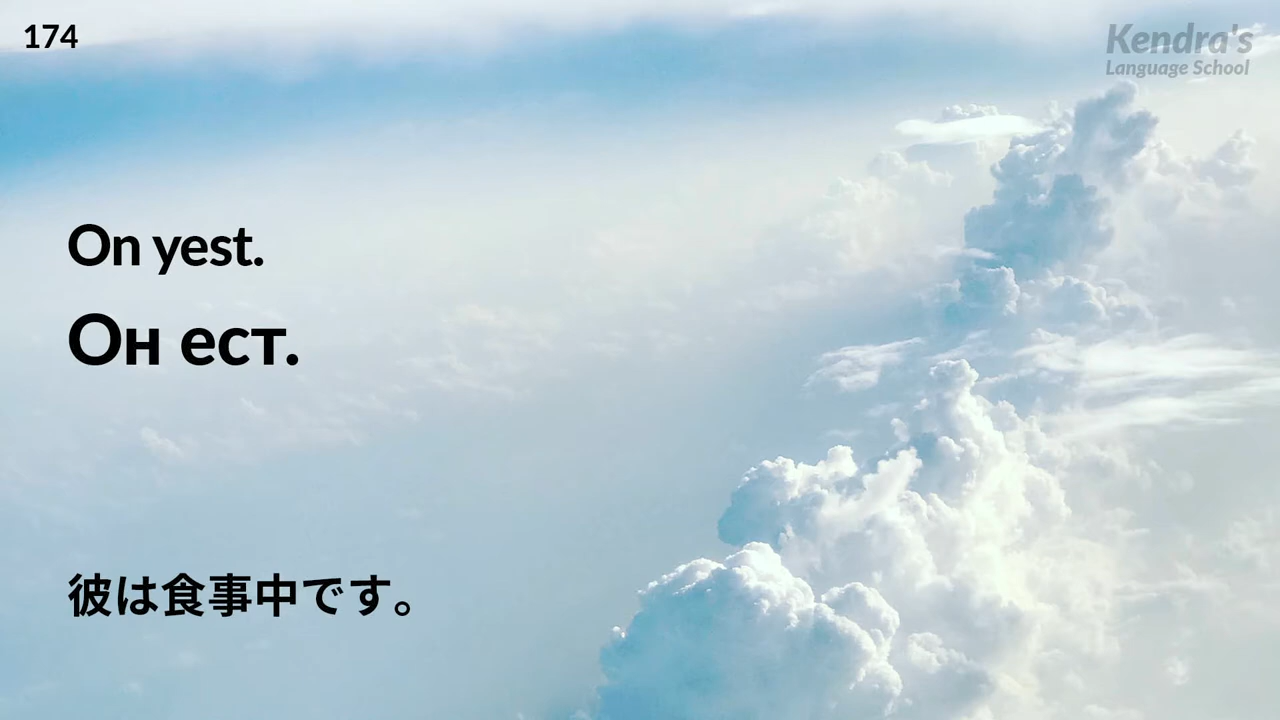 174
Kendra's
Language School
On yest.
Он ест.
彼は食事中です。